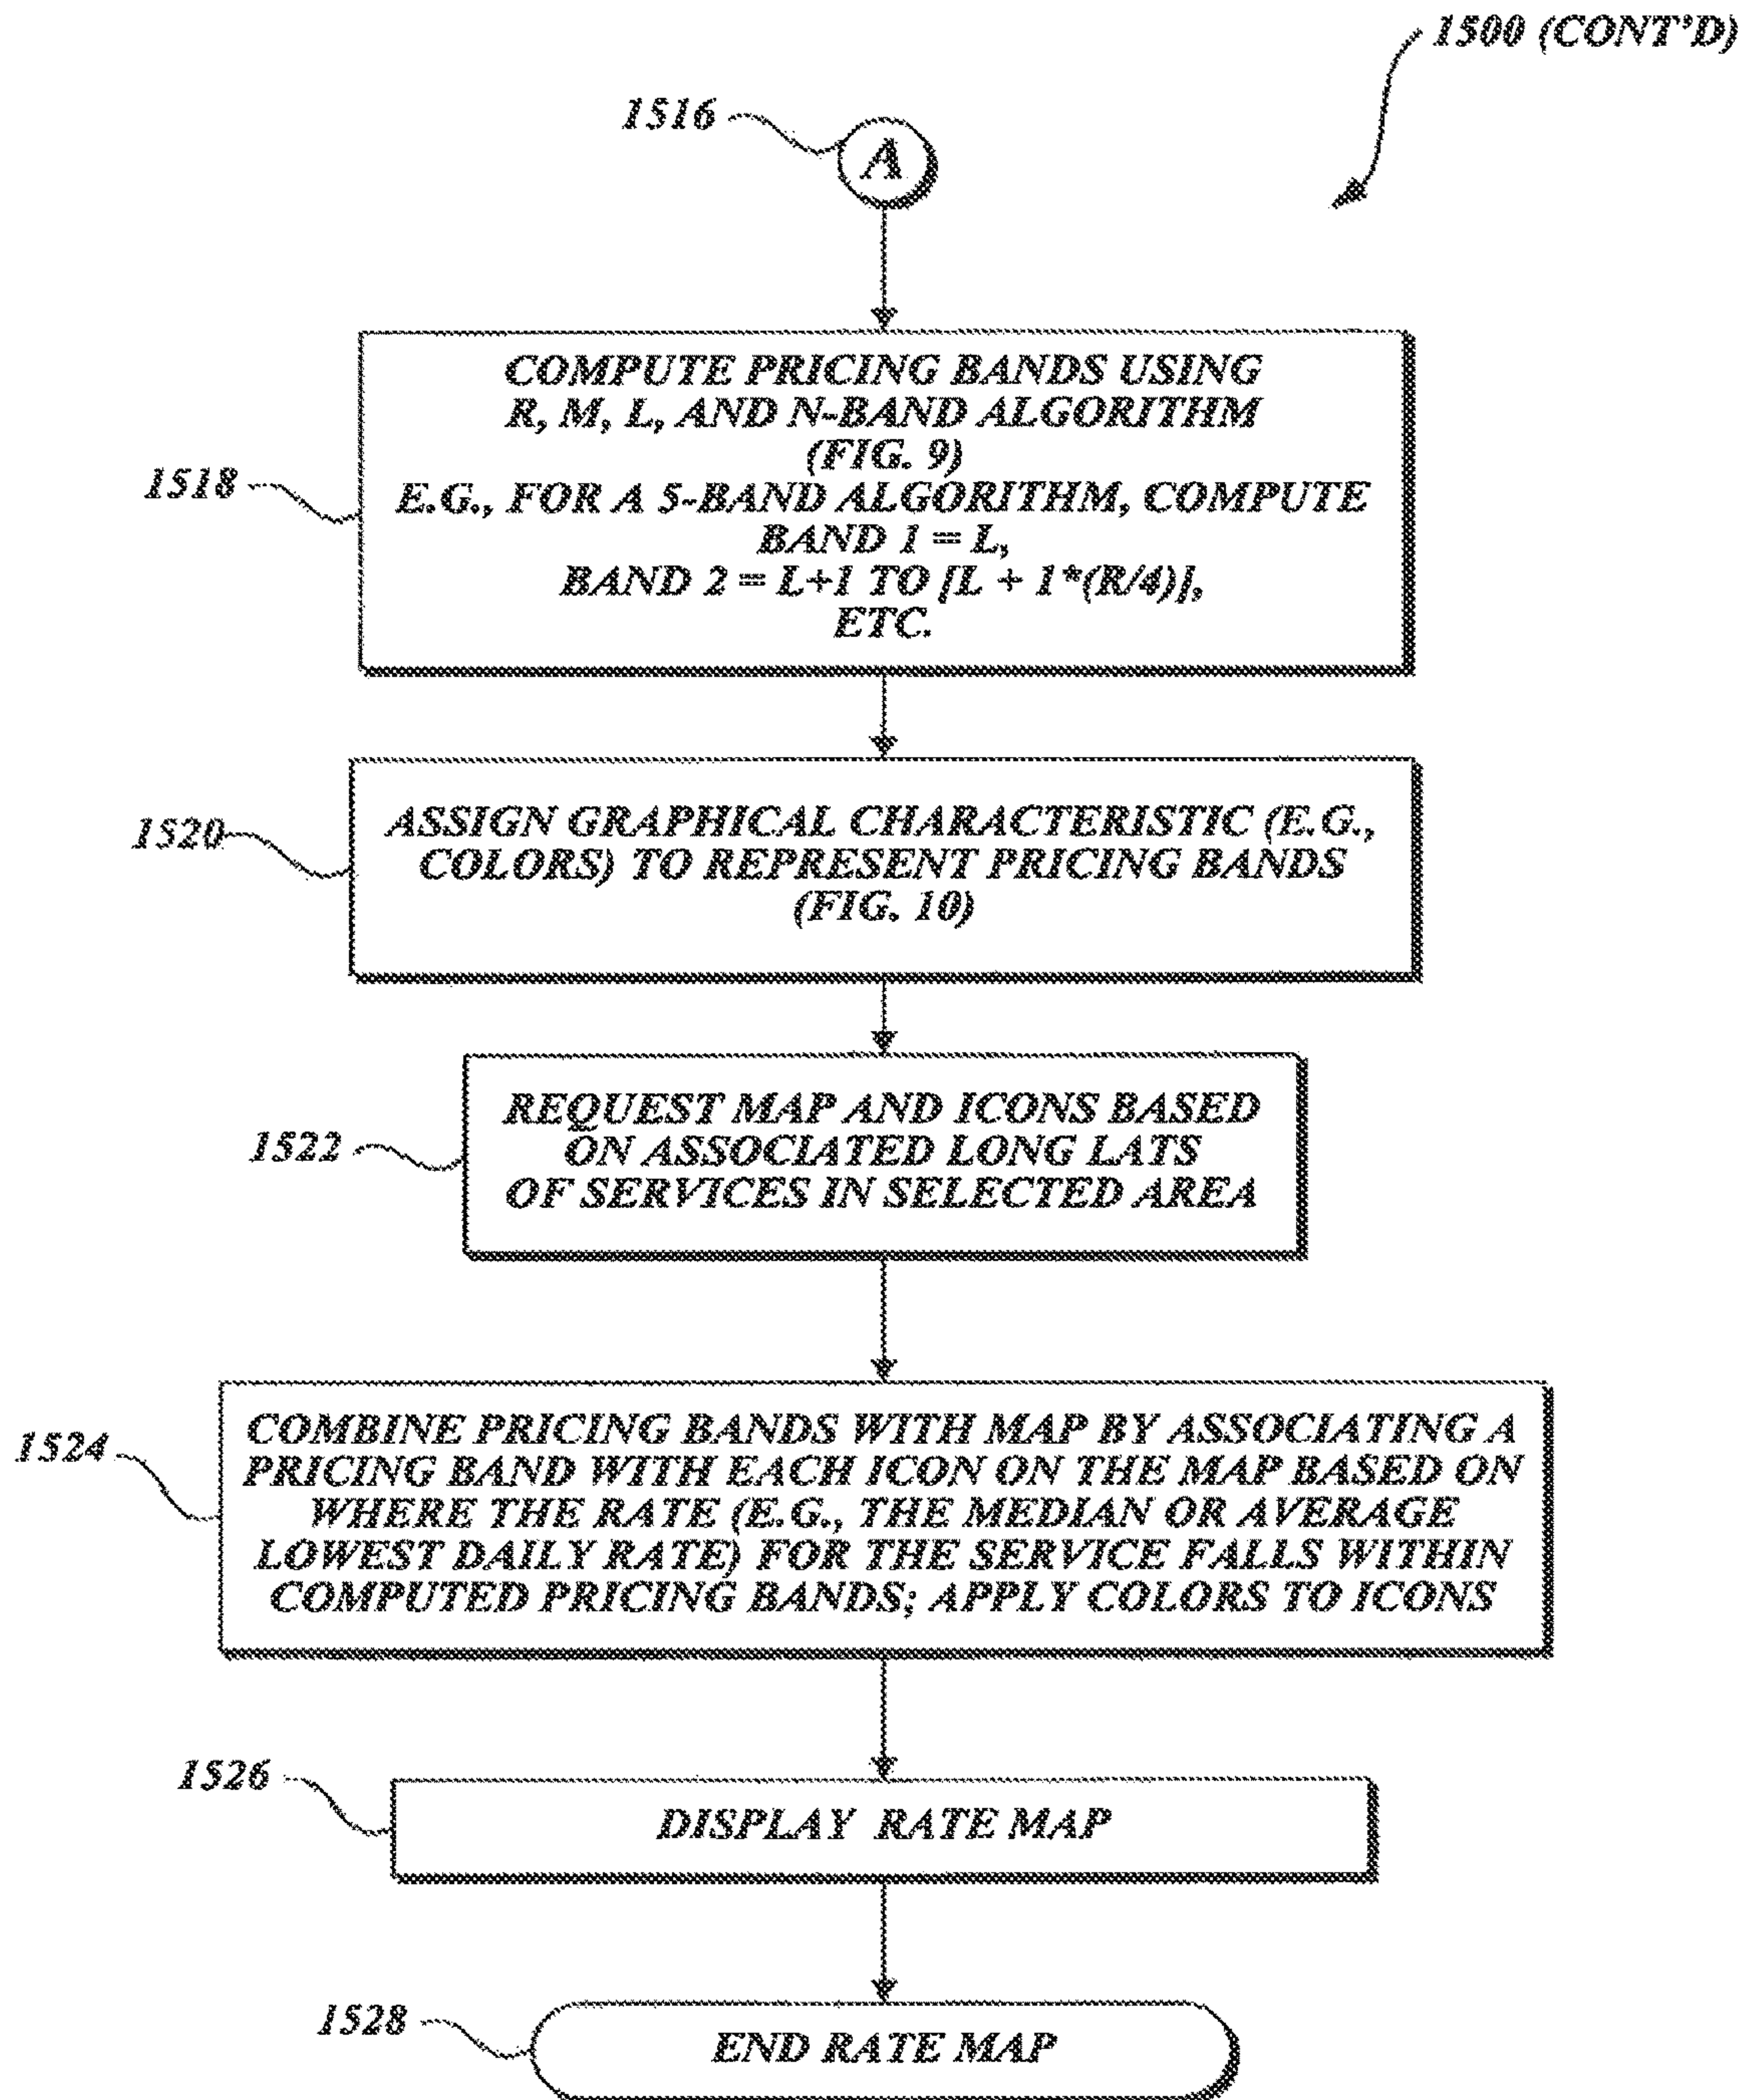 1500 (CONT'D)
1516
A
1518
COMPUTE PRICING BANDS USING
R, M, L, AND N-BAND ALGORITHM
(FIG. 9)
E.G., FOR A 5-BAND ALGORITHM, COMPUTE
BAND 1 = L,
BAND 2 = L+1 TO [L + 1*(R/4)],
ETC.
1520
ASSIGN GRAPHICAL CHARACTERISTIC (E.G.,
COLORS) TO REPRESENT PRICING BANDS
(FIG. 10)
1522
REQUEST MAP AND ICONS BASED
ON ASSOCIATED LONG LATS
OF SERVICES IN SELECTED AREA
1524
COMBINE PRICING BANDS WITH MAP BY ASSOCIATING A
PRICING BAND WITH EACH ICON ON THE MAP BASED ON
WHERE THE RATE (E.G., THE MEDIAN OR AVERAGE
LOWEST DAILY RATE) FOR THE SERVICE FALLS WITHIN
COMPUTED PRICING BANDS; APPLY COLORS TO ICONS
1526
DISPLAY RATE MAP
1528
END RATE MAP